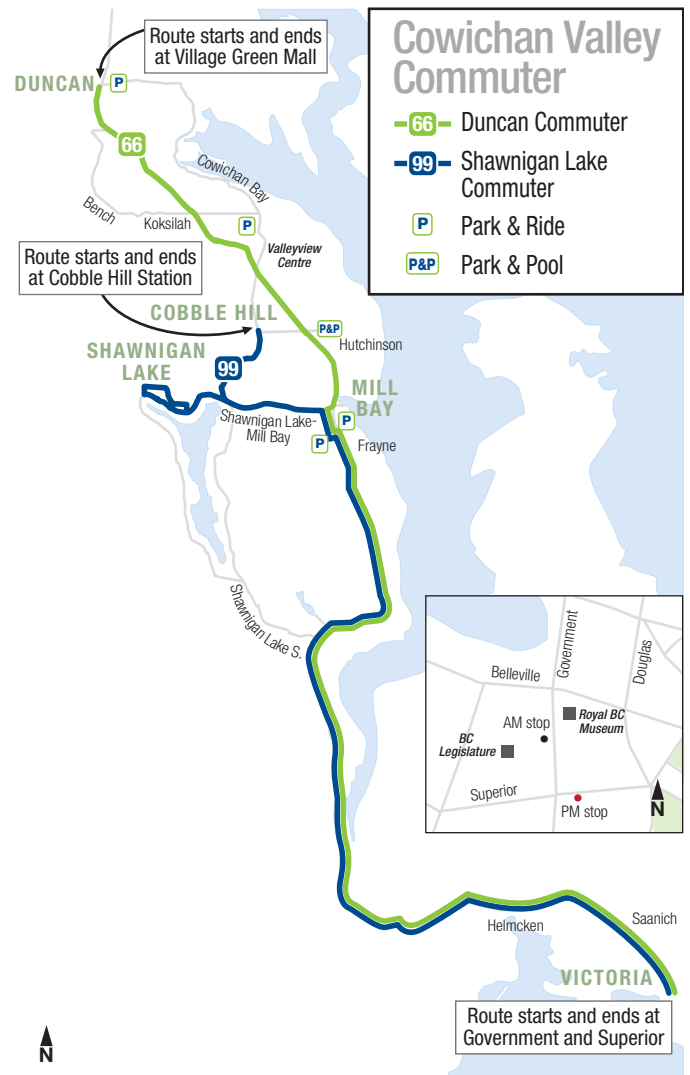 Route starts and ends
at Village Green Mall
Cowichan Valley
Commuter
66 Duncan Commuter
99 Shawnigan Lake
Commuter
P Park & Ride
P&P Park & Pool
DUNCAN
P
66
Cowichan Bay
Bench
Koksilah
P
Valleyview
Centre
Route starts and ends
at Cobble Hill Station
COBBLE HILL
P&P
Hutchinson
SHAWNIGAN
LAKE
99
MILL
BAY
Shawnigan Lake-
Mill Bay
P
P
Frayne
Shawnigan Lake S.
Government
Douglas
Belleville
Royal BC
Museum
AM stop
BC
Legislature
Superior
PM stop
N
Helmcken
Saanich
VICTORIA
Route starts and ends at
Government and Superior
N